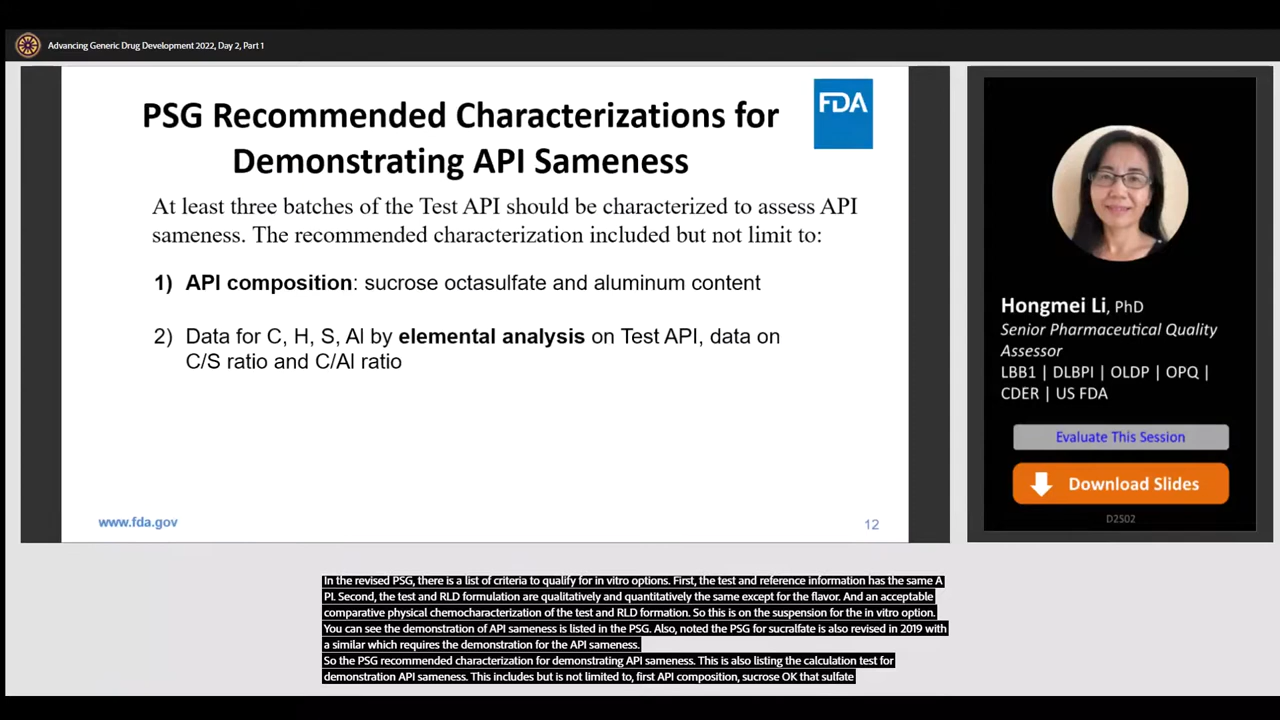 Advancing Generic Drug Development 2022, Day 2, Part 1
PSG Recommended Characterizations for
Demonstrating API Sameness
FDA
At least three batches of the Test API should be characterized to assess API
sameness. The recommended characterization included but not limit to:
1) API composition: sucrose octasulfate and aluminum content
2) Data for C, H, S, Al by elemental analysis on Test API, data on
C/S ratio and C/Al ratio
www.fda.gov
12
Hongmei Li, PhD
Senior Pharmaceutical Quality
Assessor
LBB1 | DLBPI | OLDP | OPQ |
CDER | US FDA
Evaluate This Session
Download Slides
D2S02
In the revised PSG, there is a list of criteria to qualify for in vitro options. First, the test and reference information has the same A
PI. Second, the test and RLD formulation are qualitatively and quantitatively the same except for the flavor. And an acceptable
comparative physical chemocharacterization of the test and RLD formation. So this is on the suspension for the in vitro option.
You can see the demonstration of API sameness is listed in the PSG. Also, noted the PSG for sucralfate is also revised in 2019 with
a similar which requires the demonstration for the API sameness.
So the PSG recommended characterization for demonstrating API sameness. This is also listing the calculation test for
demonstration API sameness. This includes but is not limited to, first API composition, sucrose OK that sulfate